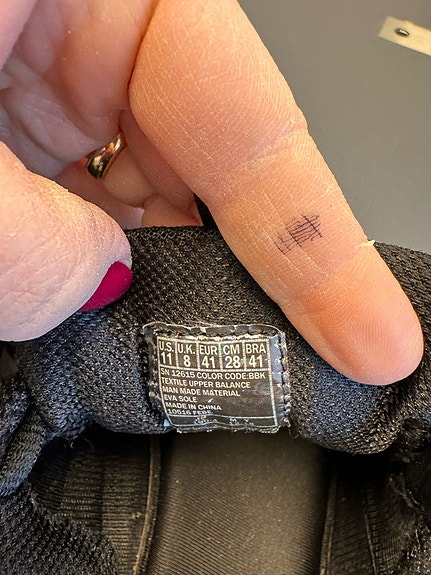 U.S. U.K. EUR CM BRA
11 8 41 28 41
SN 12615 COLOR CODE:BBK
TEXTILE UPPER BALANCE
MAN MADE MATERIAL
EVA SOLE
MADE IN CHINA
10516